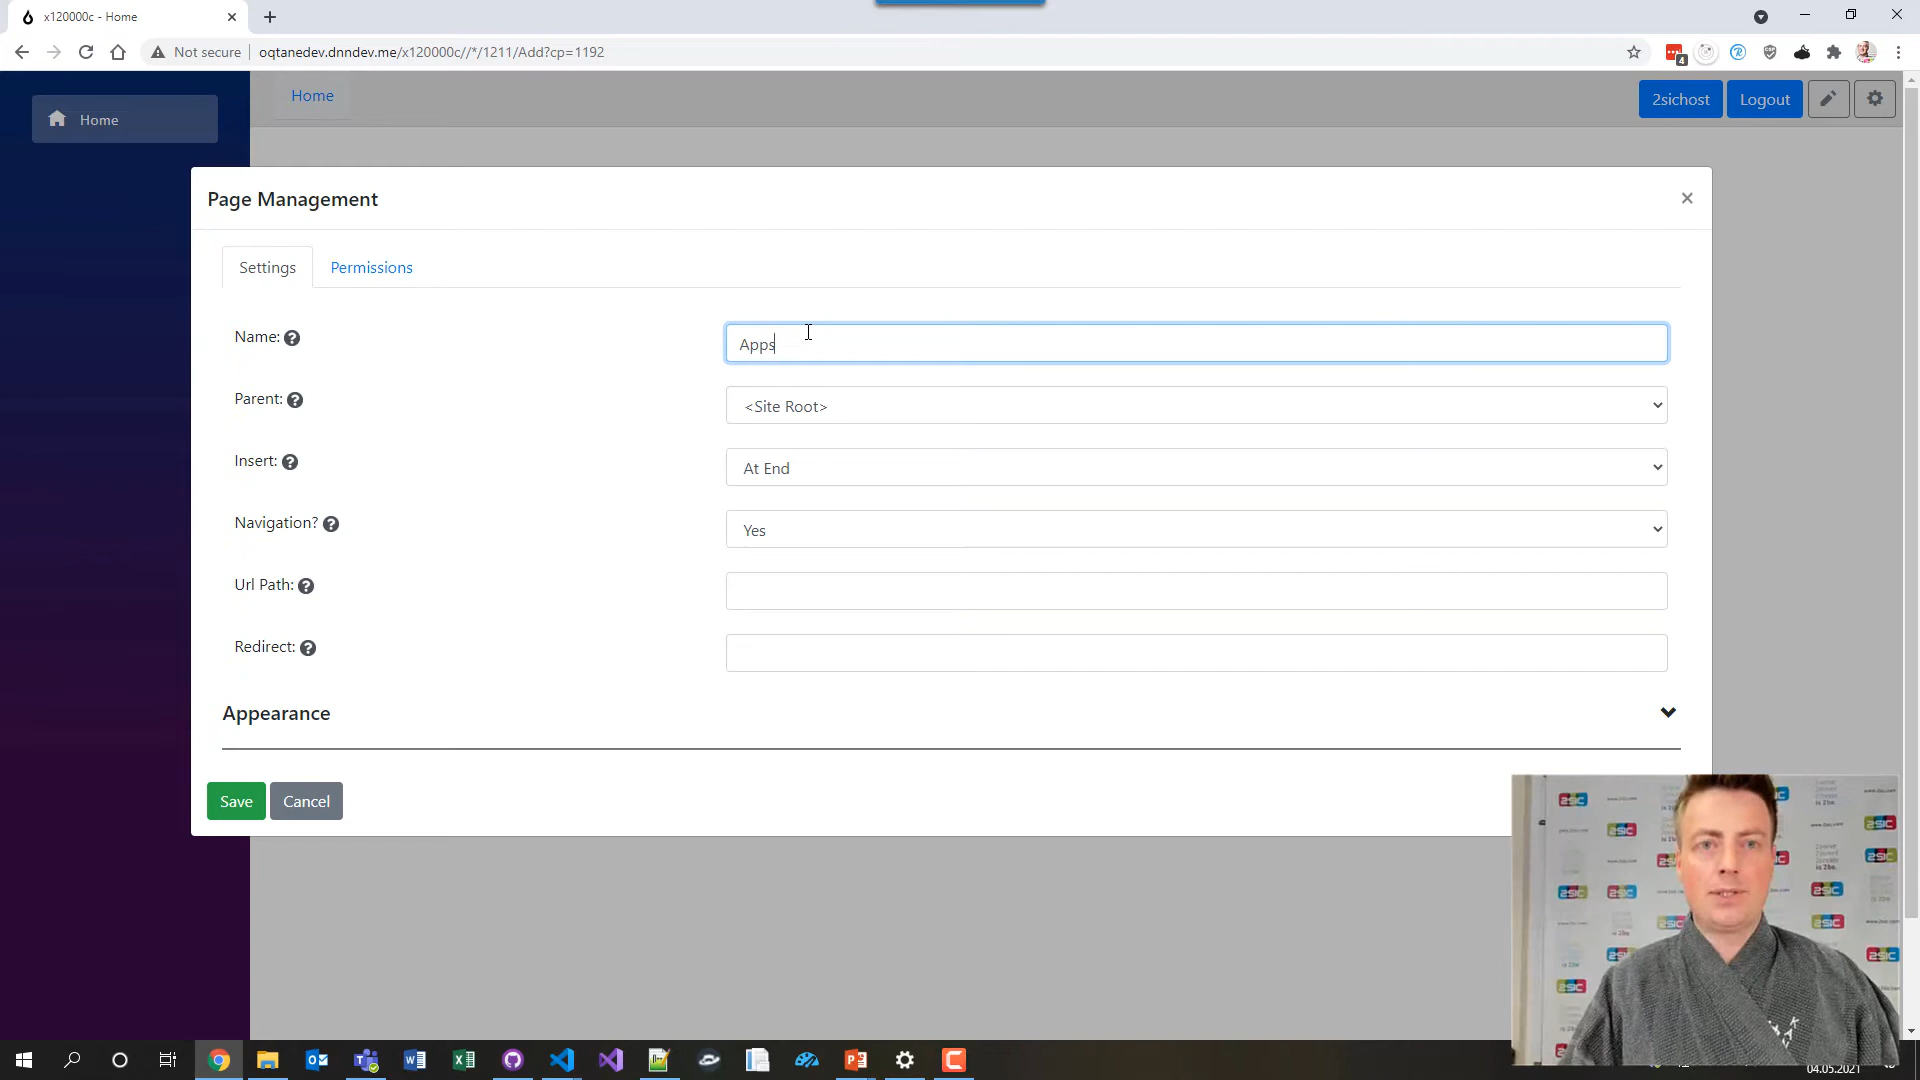 x120000c - Home
Not secure
oqtanedev.dnndev.me/x120000c//*/1211/Add?cp=1192
4
Home
Home
2sichost
Logout
Page Management
Settings
Permissions
Name:
Apps
Parent:
<Site Root>
Insert:
At End
Navigation?
Yes
Url Path:
Redirect:
Appearance
Save
Cancel
2SIC
04.05.2021